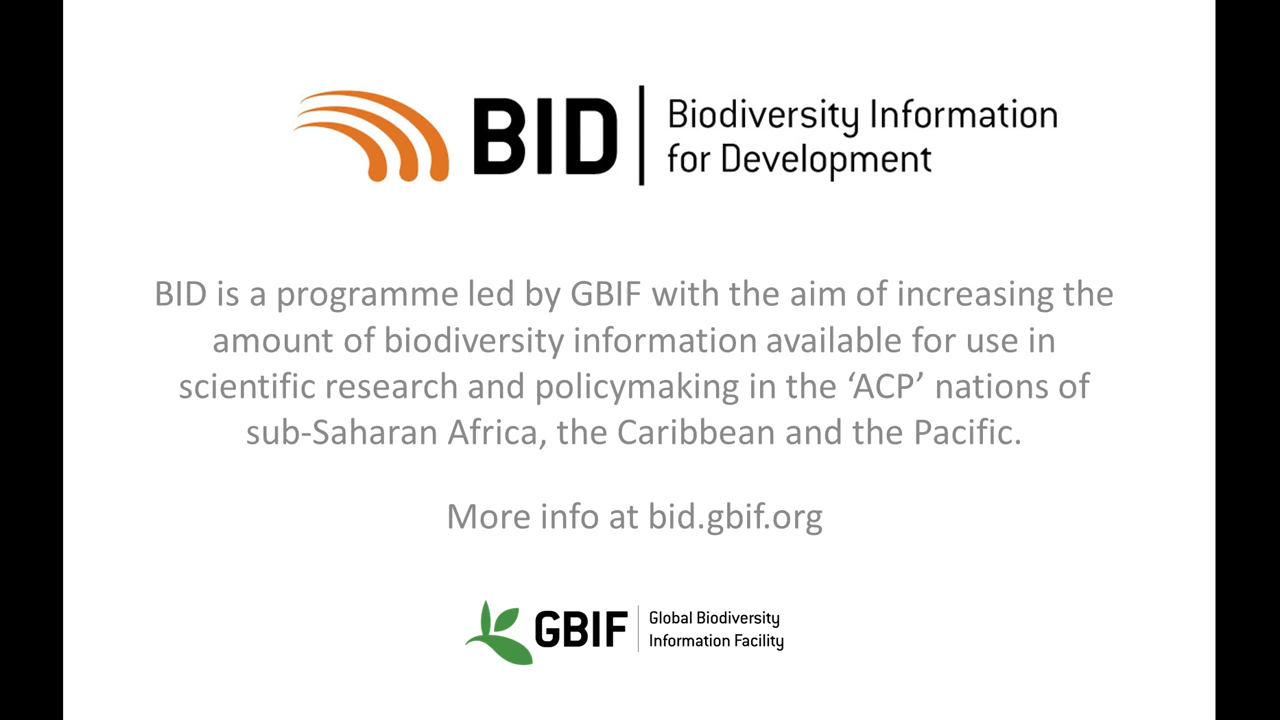 BID
Biodiversity Information
for Development
BID is a programme led by GBIF with the aim of increasing the
amount of biodiversity information available for use in
scientific research and policymaking in the ‘ACP’ nations of
sub-Saharan Africa, the Caribbean and the Pacific.
More info at bid.gbif.org
GBIF
Global Biodiversity
Information Facility